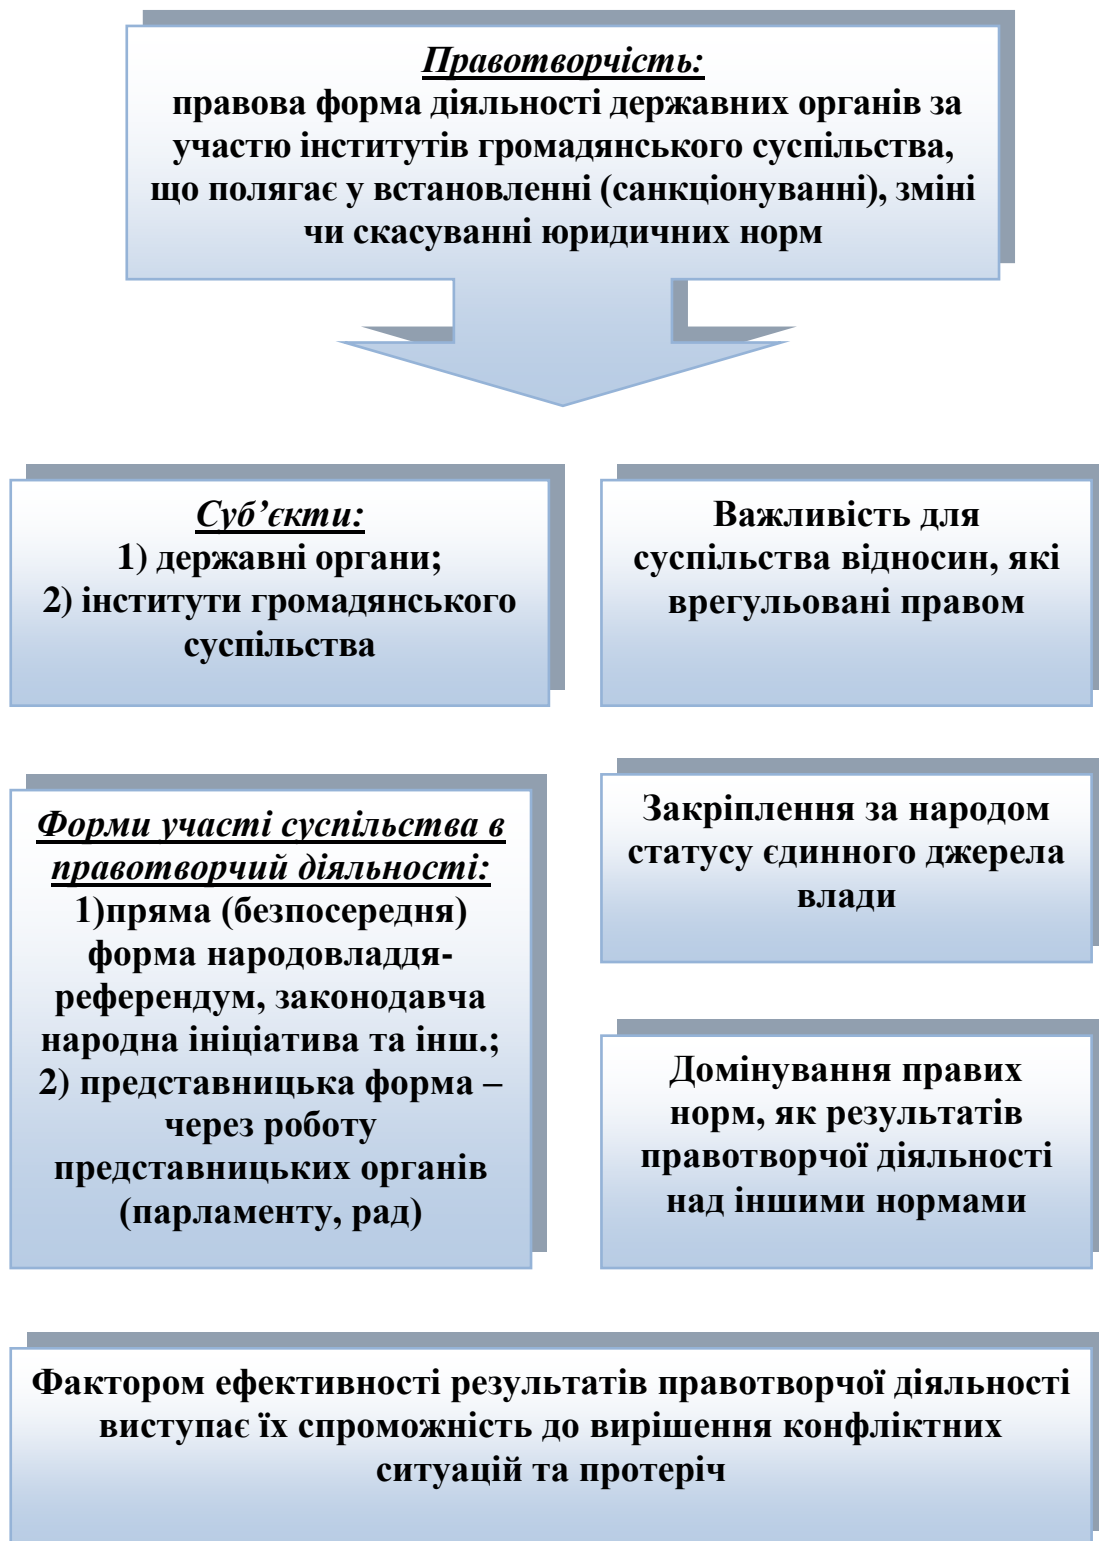 Правотворчість:
правова форма діяльності державних органів за
участю інститутів громадянського суспільства,
що полягає у встановленні (санкціонуванні), зміні
чи скасуванні юридичних норм
Суб’єкти:
1) державні органи;
2) інститути громадянського
суспільства
Важливість для
суспільства відносин, які
врегульовані правом
Форми участі суспільства в
правотворчий діяльності:
1)пряма (безпосередня)
форма народовладдя-
референдум, законодавча
народна ініціатива та інш.;
2) представницька форма –
через роботу
представницьких органів
(парламенту, рад)
Закріплення за народом
статусу єдинного джерела
влади
Домінування правих
норм, як результатів
правотворчої діяльності
над іншими нормами
Фактором ефективності результатів правотворчої діяльності
виступає їх спроможність до вирішення конфліктних
ситуацій та протеріч